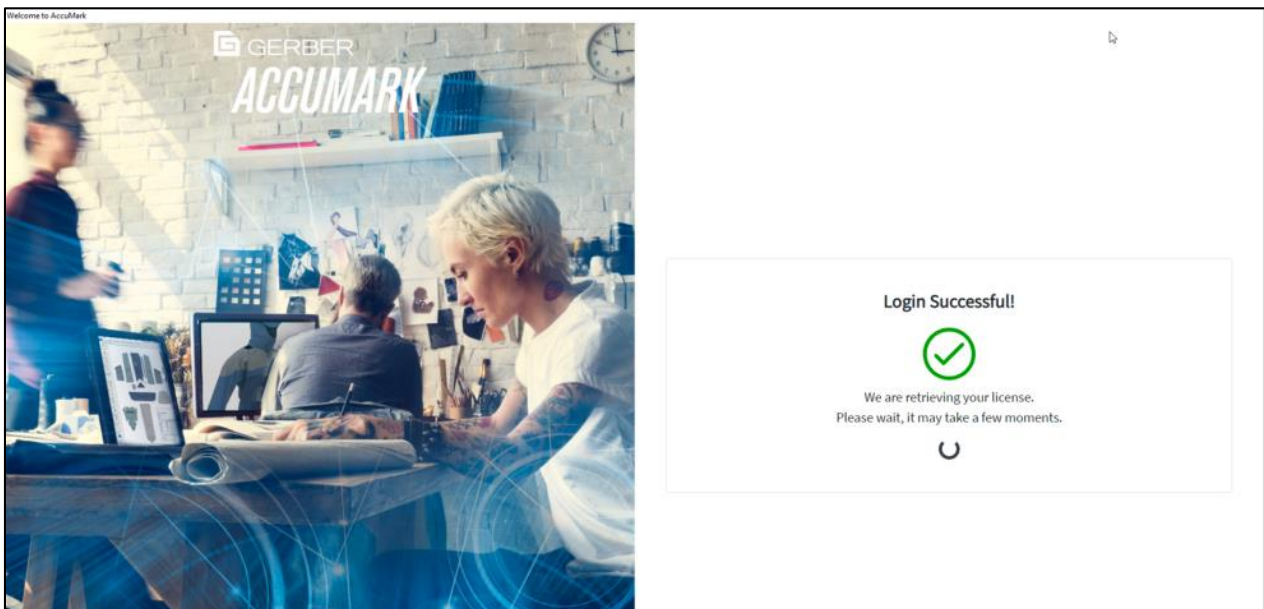 Welcome to AccuMark
GERBER
ACCUMARK
Login Successful!
We are retrieving your license.
Please wait, it may take a few moments.